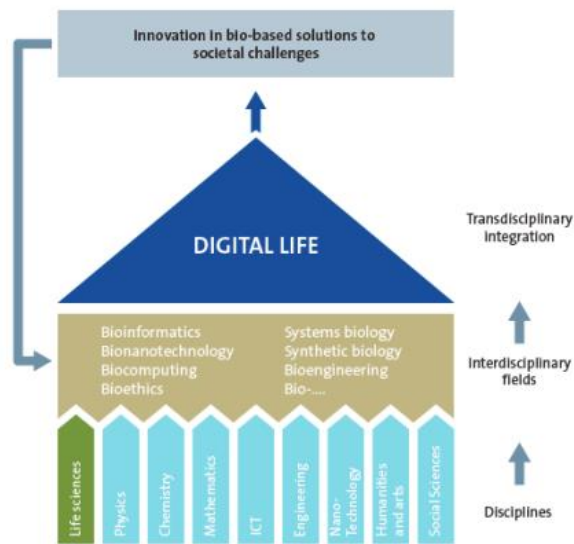 Innovation in bio-based solutions to
societal challenges
DIGITAL LIFE
Transdisciplinary
integration
Bioinformatics
Bionanotechnology
Biocomputing
Bioethics
Systems biology
Synthetic biology
Bioengineering
Bio-....
Interdisciplinary
fields
Life sciences
Physics
Chemistry
Mathematics
ICT
Engineering
Nano-
Technology
Humanities
and arts
Social Sciences
Disciplines